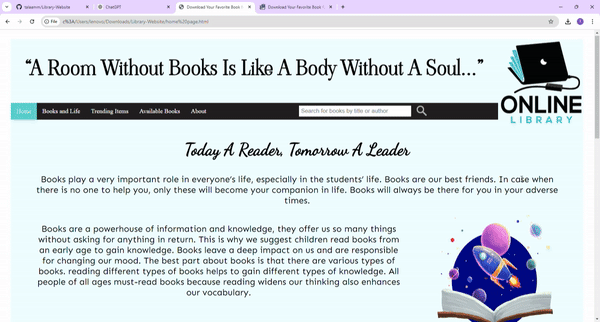 talaenm/Library-Website
ChatGPT
Download Your Favorite Book
Download Your Favorite Book
File
C:/Users/lenovo/Downloads/Library-Website/home%20page.html
“A Room Without Books Is Like A Body Without A Soul...”
Home
Books and Life
Trending Items
Available Books
About
Search for books by title or author
ONLINE
LIBRARY
Today A Reader, Tomorrow A Leader
Books play a very important role in everyone's life, especially in the students' life. Books are our best friends. In case when
there is no one to help you, only these will become your companion in life. Books will always be there for you in your adverse
times.
Books are a powerhouse of information and knowledge, they offer us so many things
without asking for anything in return. This is why we suggest children read books from
an early age to gain knowledge. Books leave a deep impact on us and are responsible
for changing our mood. The best part about books is that there are various types of
books. reading different types of books helps to gain different types of knowledge. All
people of all ages must-read books because reading widens our thinking also enhances
our vocabulary.